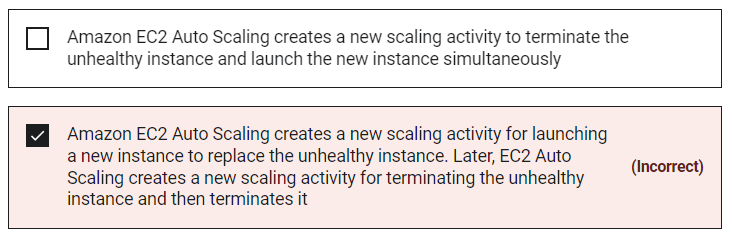 Amazon EC2 Auto Scaling creates a new scaling activity to terminate the
unhealthy instance and launch the new instance simultaneously
Amazon EC2 Auto Scaling creates a new scaling activity for launching
a new instance to replace the unhealthy instance. Later, EC2 Auto
Scaling creates a new scaling activity for terminating the unhealthy
instance and then terminates it
(Incorrect)